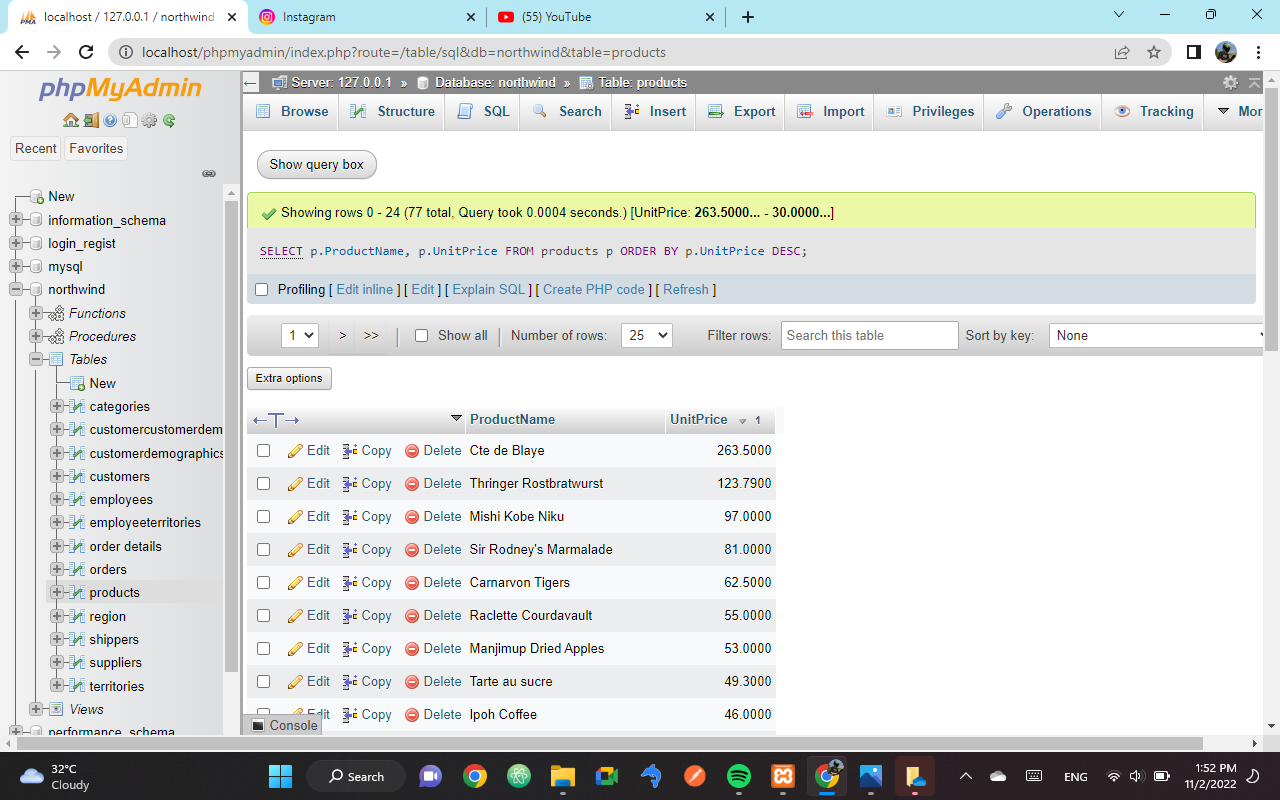 localhost / 127.0.0.1 / northwind
Instagram
(55) YouTube
localhost/phpmyadmin/index.php?route=/table/sql&db=northwind&table=products
phpMyAdmin
Recent
Favorites
New
information_schema
login_regist
mysql
northwind
Functions
Procedures
Tables
New
categories
customercustomerdem
customerdemographics
customers
employees
employeeterritories
order details
orders
products
region
shippers
suppliers
territories
Views
performance_schema
Server: 127.0.0.1 » Database: northwind » Table: products
Browse Structure SQL Search Insert Export Import Privileges Operations Tracking Mor
Show query box
Showing rows 0 - 24 (77 total, Query took 0.0004 seconds.) [UnitPrice: 263.5000... - 30.0000...]
SELECT p.ProductName, p.UnitPrice FROM products p ORDER BY p.UnitPrice DESC;
Profiling [ Edit inline ] [ Edit ] [ Explain SQL ] [ Create PHP code ] [ Refresh ]
1 > >> Show all Number of rows: 25 Filter rows: Search this table Sort by key: None
Extra options
ProductName UnitPrice 1
Edit Copy Delete Cte de Blaye 263.5000
Edit Copy Delete Thringer Rostbratwurst 123.7900
Edit Copy Delete Mishi Kobe Niku 97.0000
Edit Copy Delete Sir Rodney's Marmalade 81.0000
Edit Copy Delete Carnarvon Tigers 62.5000
Edit Copy Delete Raclette Courdavault 55.0000
Edit Copy Delete Manjimup Dried Apples 53.0000
Edit Copy Delete Tarte au sucre 49.3000
Edit Copy Delete Ipoh Coffee 46.0000
Console
32°C
Cloudy
Search
ENG
1:52 PM
11/2/2022